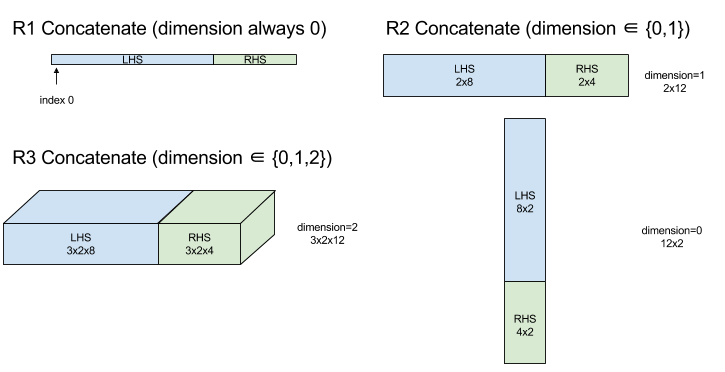 R1 Concatenate (dimension always 0)
LHS
RHS
index 0
R2 Concatenate (dimension ∈ {0,1})
LHS
2x8
RHS
2x4
dimension=1
2x12
LHS
8x2
RHS
4x2
dimension=0
12x2
R3 Concatenate (dimension ∈ {0,1,2})
LHS
3x2x8
RHS
3x2x4
dimension=2
3x2x12